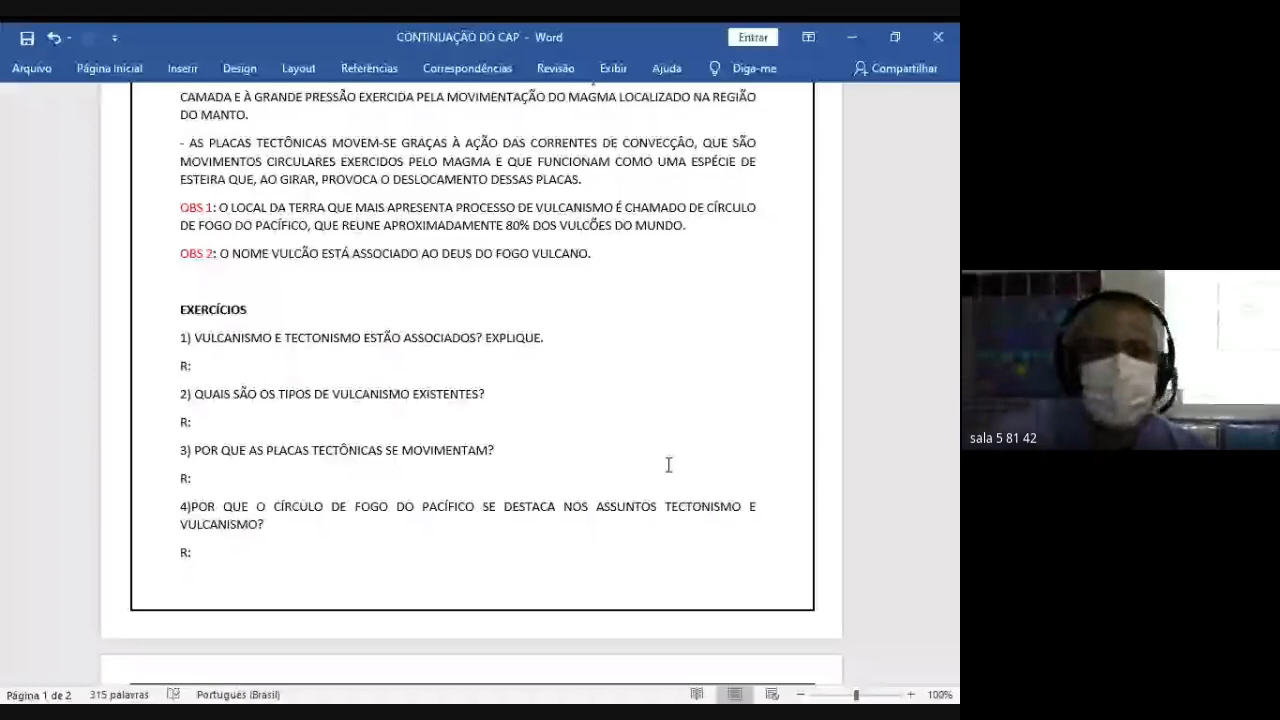 CONTINUAÇÃO DO CAP - Word
Entrar
Arquivo Página Inicial Inserir Design Layout Referências Correspondências Revisão Exibir Ajuda Diga-me Compartilhar
CAMADA E À GRANDE PRESSÃO EXERCIDA PELA MOVIMENTAÇÃO DO MAGMA LOCALIZADO NA REGIÃO
DO MANTO.
- AS PLACAS TECTÔNICAS MOVEM-SE GRAÇAS À AÇÃO DAS CORRENTES DE CONVECÇÃO, QUE SÃO
MOVIMENTOS CIRCULARES EXERCIDOS PELO MAGMA E QUE FUNCIONAM COMO UMA ESPÉCIE DE
ESTEIRA QUE, AO GIRAR, PROVOCA O DESLOCAMENTO DESSAS PLACAS.
OBS 1: O LOCAL DA TERRA QUE MAIS APRESENTA PROCESSO DE VULCANISMO É CHAMADO DE CÍRCULO
DE FOGO DO PACÍFICO, QUE REUNE APROXIMADAMENTE 80% DOS VULCÕES DO MUNDO.
OBS 2: O NOME VULCÃO ESTÁ ASSOCIADO AO DEUS DO FOGO VULCANO.
EXERCÍCIOS
1) VULCANISMO E TECTONISMO ESTÃO ASSOCIADOS? EXPLIQUE.
R:
2) QUAIS SÃO OS TIPOS DE VULCANISMO EXISTENTES?
R:
3) POR QUE AS PLACAS TECTÔNICAS SE MOVIMENTAM?
R:
4)POR QUE O CÍRCULO DE FOGO DO PACÍFICO SE DESTACA NOS ASSUNTOS TECTONISMO E
VULCANISMO?
R:
sala 5 81 42
Página 1 de 2 315 palavras Português (Brasil) 100%